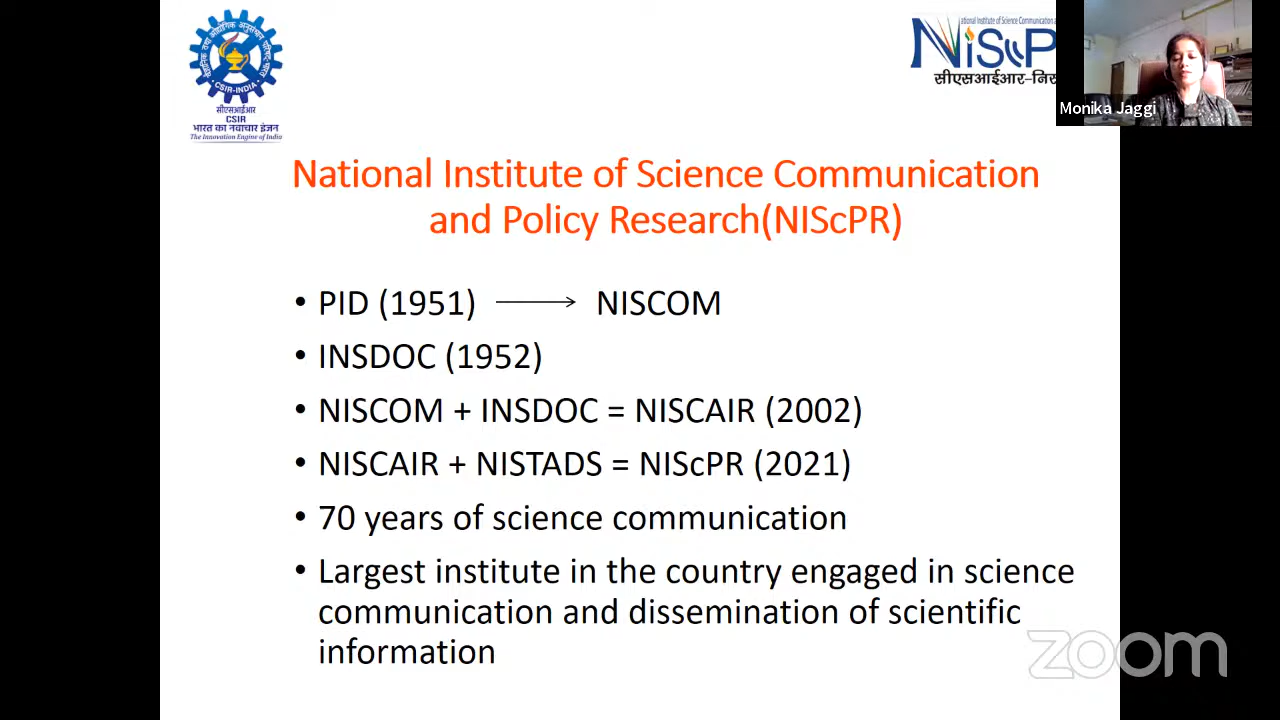 CSIR-INDIA
सीएसआईआर
CSIR
भारत का नवाचार इंजन
The Innovation Engine of India
National Institute of Science Communication
NIScP
सीएसआईआर-निस
Monika Jaggi
National Institute of Science Communication
and Policy Research(NIScPR)
• PID (1951) ⟶ NISCOM
• INSDOC (1952)
• NISCOM + INSDOC = NISCAIR (2002)
• NISCAIR + NISTADS = NIScPR (2021)
• 70 years of science communication
• Largest institute in the country engaged in science
communication and dissemination of scientific
information
zoom